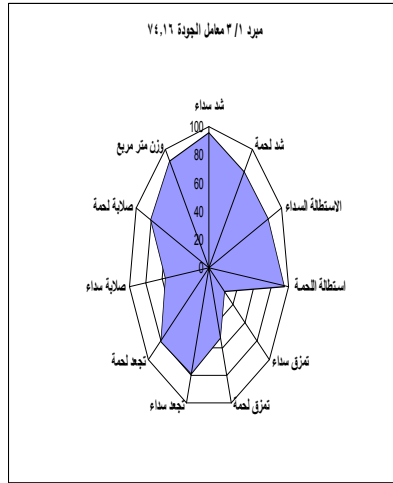 مبرد ١/ ٣ معامل الجودة ٧٤,١٦
شد سداء
شد لحمة
الاستطالة السداء
استطالة اللحمة
تمزق سداء
تمزق لحمة
تجعد سداء
تجعد لحمة
صلابة سداء
صلابة لحمة
وزن متر مربع
100
80
60
40
20
0